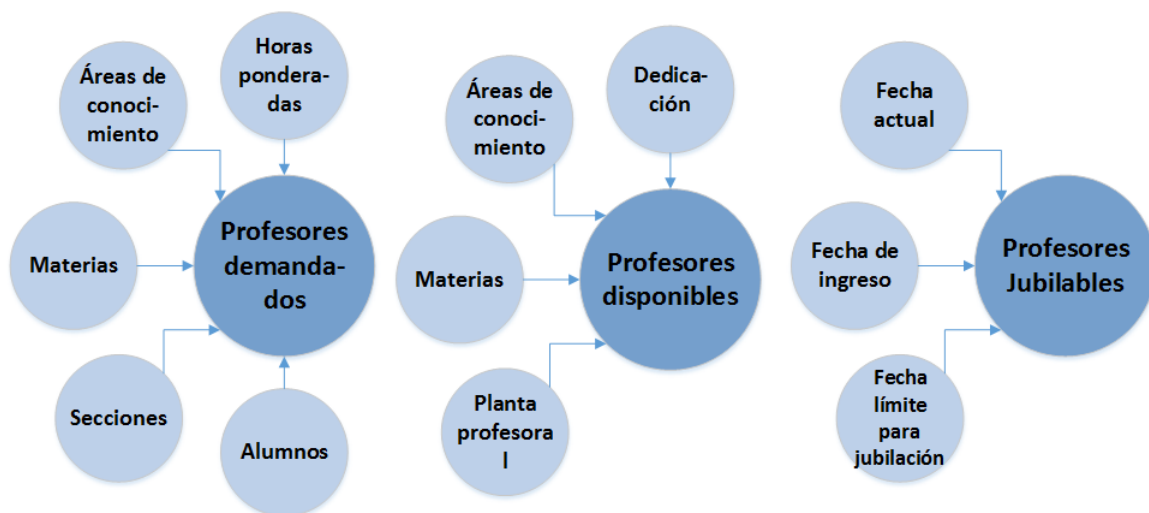 Áreas de
conoci-
miento
Horas
pondera-
das
Materias
Profesores
demanda-
dos
Secciones
Alumnos
Áreas de
conoci-
miento
Dedica-
ción
Materias
Profesores
disponibles
Planta
profesora
l
Fecha
actual
Fecha de
ingreso
Profesores
Jubilables
Fecha
límite
para
jubilación